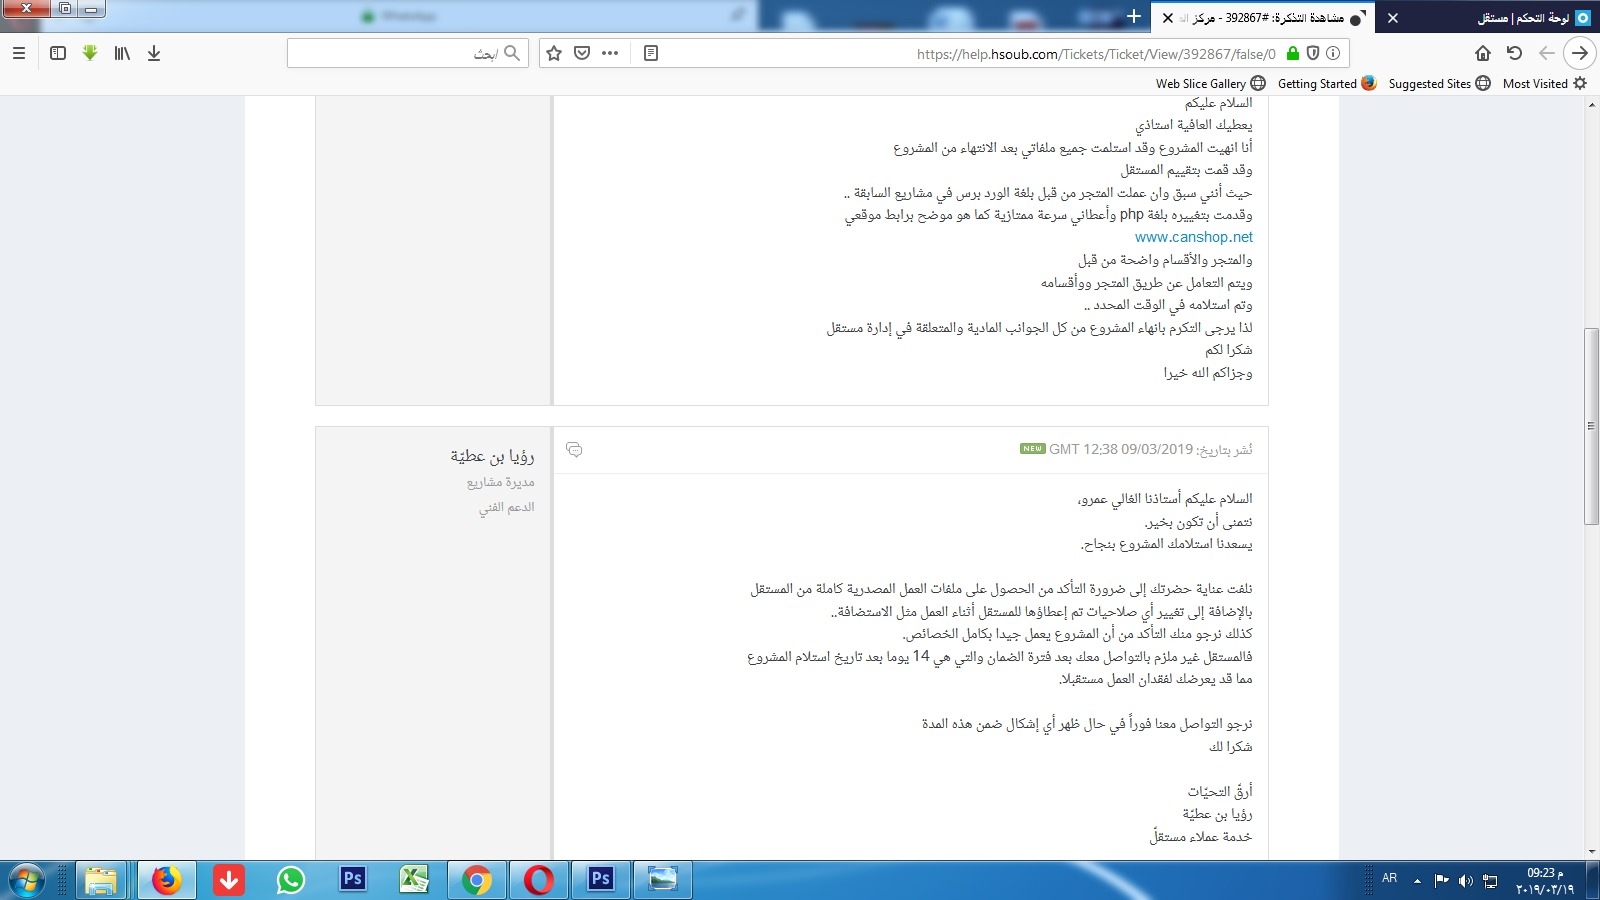 WhatsApp
مشاهدة التذكرة: #392867 - مركز
لوحة التحكم | مستقل
ابحث
https://help.hsoub.com/Tickets/Ticket/View/392867/false/0
Web Slice Gallery
Getting Started
Suggested Sites
Most Visited
السلام عليكم
يعطيك العافية استاذي
أنا انهيت المشروع وقد استلمت جميع ملفاتي بعد الانتهاء من المشروع
وقد قمت بتقييم المستقل
حيث أنني سبق وان عملت المتجر من قبل بلغة الورد برس في مشاريع السابقة ..
وقدمت بتغييره بلغة php وأعطاني سرعة ممتازية كما هو موضح برابط موقعي
www.canshop.net
والمتجر والأقسام واضحة من قبل
ويتم التعامل عن طريق المتجر ووأقسامه
وتم استلامه في الوقت المحدد ..
لذا يرجى التكرم بانهاء المشروع من كل الجوانب المادية والمتعلقة في إدارة مستقل
شكرا لكم
وجزاكم الله خيرا
نُشر بتاريخ: 09/03/2019 12:38 GMT NEW
رؤيا بن عطيّة
مديرة مشاريع
الدعم الفني
السلام عليكم أستاذنا الغالي عمرو،
نتمنى أن تكون بخير.
يسعدنا استلامك المشروع بنجاح.
نلفت عناية حضرتك إلى ضرورة التأكد من الحصول على ملفات العمل المصدرية كاملة من المستقل
بالإضافة إلى تغيير أي صلاحيات تم إعطاؤها للمستقل أثناء العمل مثل الاستضافة..
كذلك نرجو منك التأكد من أن المشروع يعمل جيدا بكامل الخصائص.
فالمستقل غير ملزم بالتواصل معك بعد فترة الضمان والتي هي 14 يوما بعد تاريخ استلام المشروع
مما قد يعرضك لفقدان العمل مستقبلا.
نرجو التواصل معنا فوراً في حال ظهر أي إشكال ضمن هذه المدة
شكرا لك
أرقّ التحيّات
رؤيا بن عطيّة
خدمة عملاء مستقلّ
Ps
Ps
AR
09:23 م
٢٠١٩/٠٣/١٩